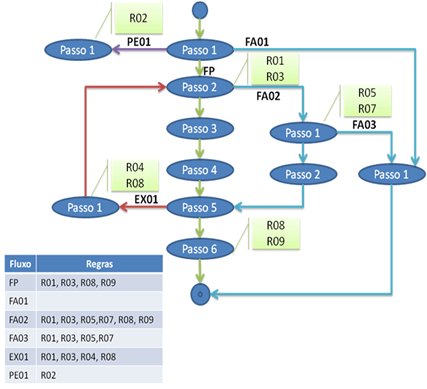 R02
Passo 1
PE01
Passo 1
FA01
FP
R01
R03
Passo 2
FA02
R05
R07
Passo 3
Passo 1
FA03
R04
R08
Passo 4
Passo 2
Passo 1
Passo 1
EX01
Passo 5
R08
R09
Passo 6
Fluxo Regras
FP R01, R03, R08, R09
FA01
FA02 R01, R03, R05,R07, R08, R09
FA03 R01, R03, R05,R07
EX01 R01, R03, R04, R08
PE01 R02